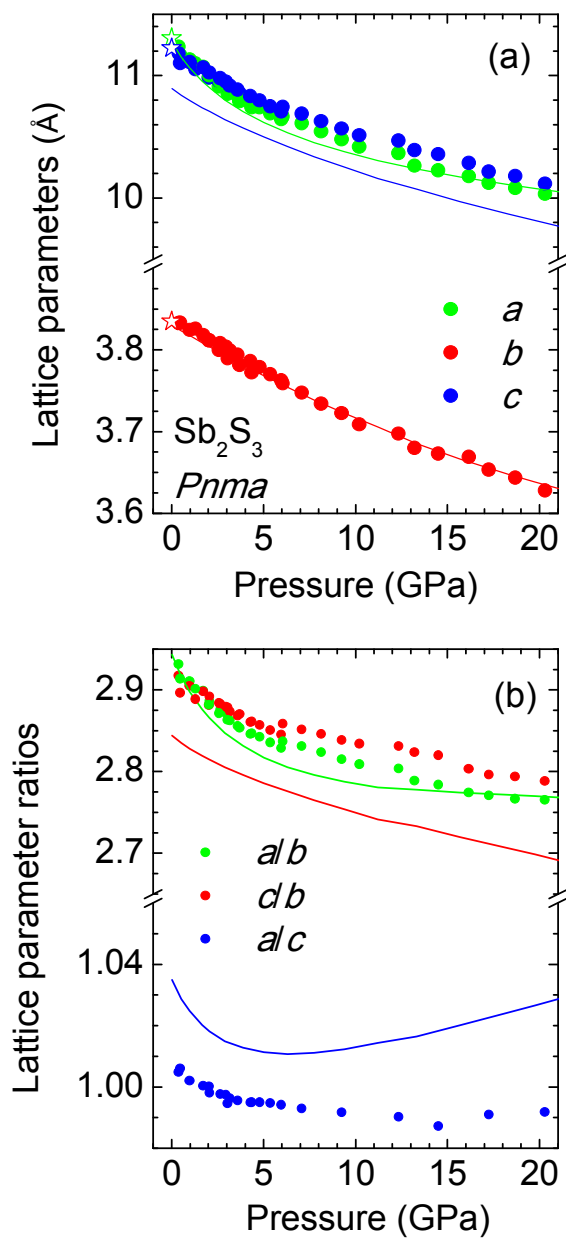 (a)
Lattice parameters (Å)
11
10
3.8
3.7
3.6
a
b
c
Sb₂S₃
Pnma
0 5 10 15 20
Pressure (GPa)
(b)
Lattice parameter ratios
2.9
2.8
2.7
1.04
1.00
a/b
c/b
a/c
0 5 10 15 20
Pressure (GPa)